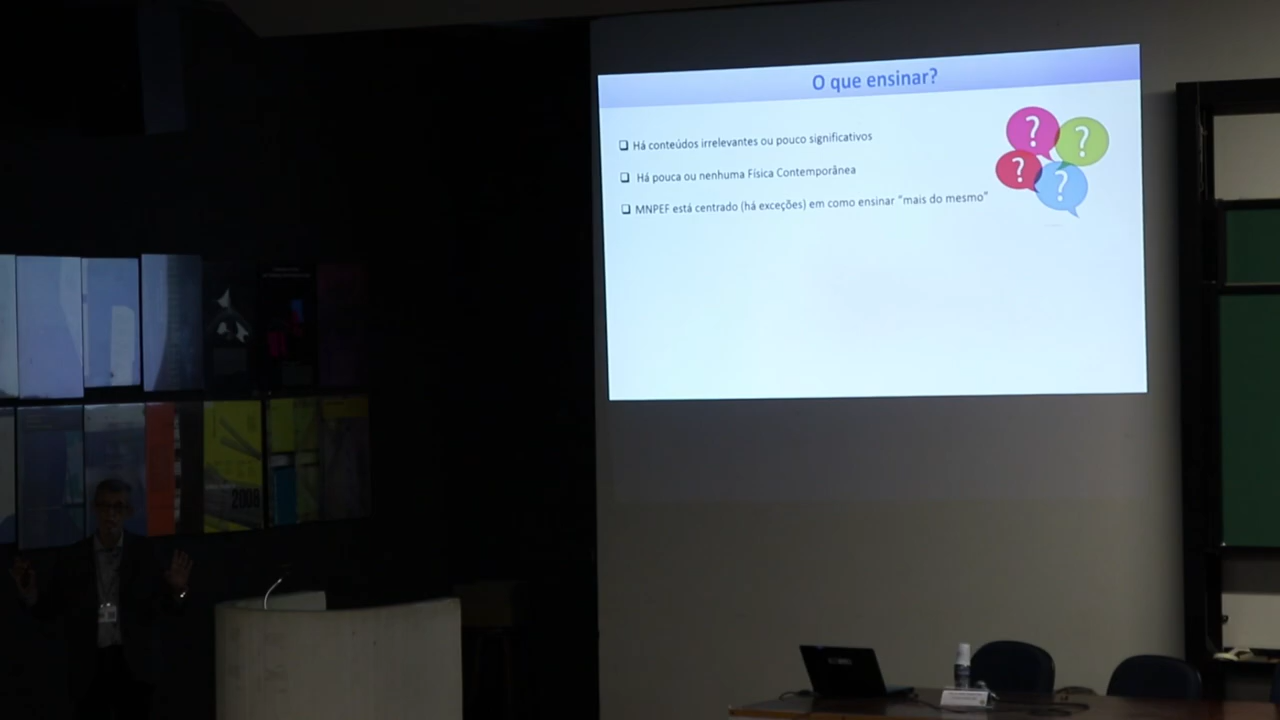 O que ensinar?
Há conteúdos irrelevantes ou pouco significativos
Há pouca ou nenhuma Física Contemporânea
MNPEF está centrado (há exceções) em como ensinar "mais do mesmo"
? ? ? ?
2008